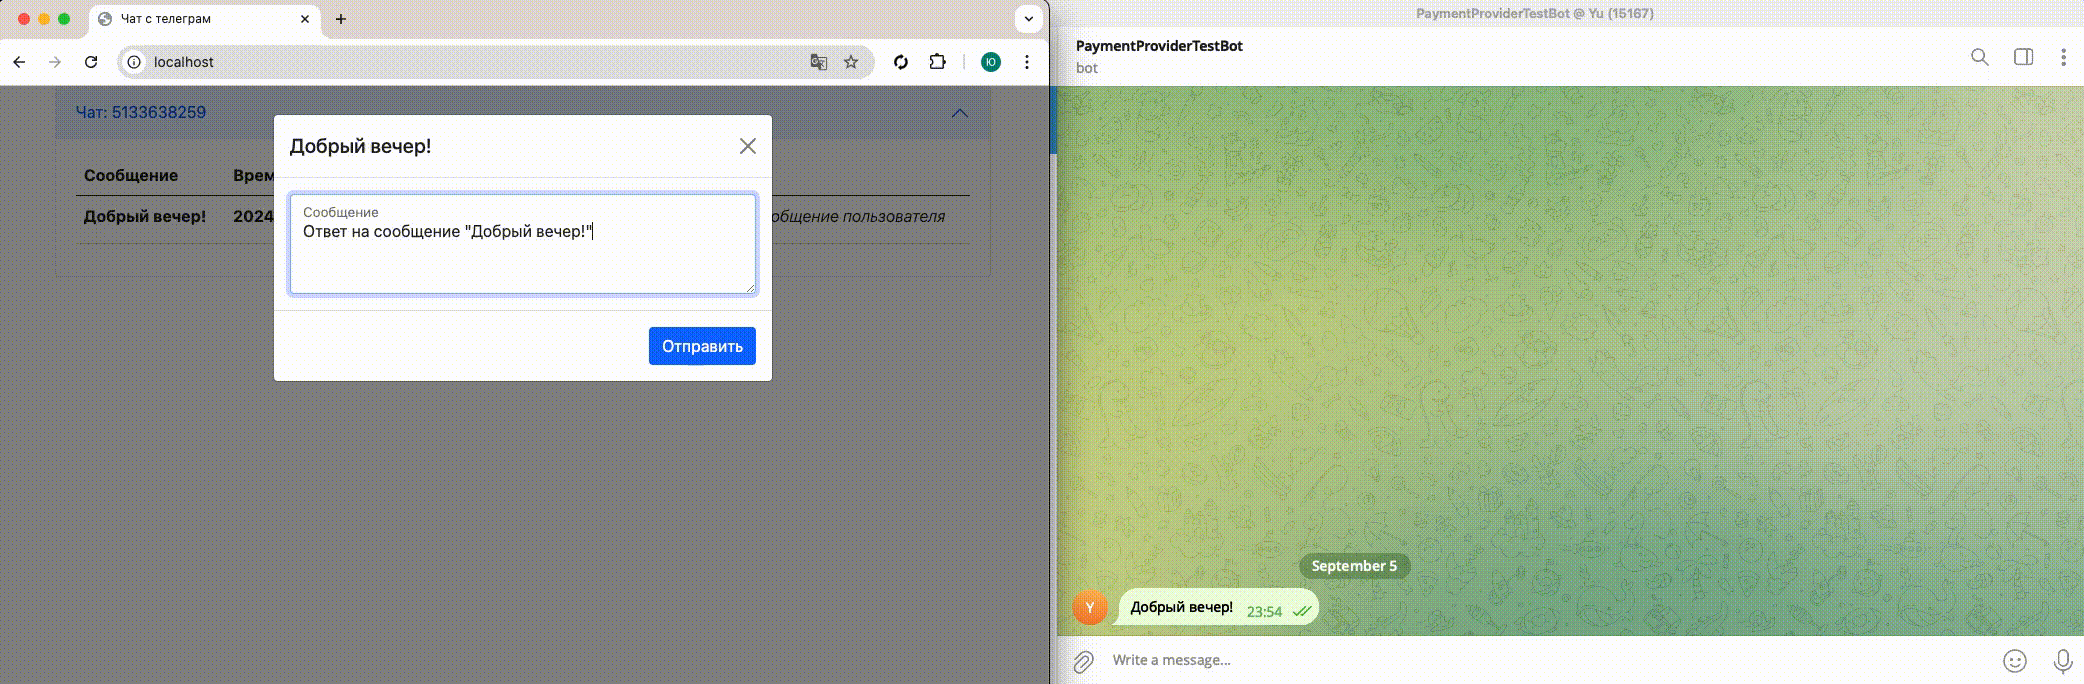 Чат с телеграм
localhost
Ю
Чат: 5133638259
Сообщение
Врем
Добрый вечер!
2024
общение пользователя
Добрый вечер!
Сообщение
Ответ на сообщение "Добрый вечер!"
Отправить
PaymentProviderTestBot @ Yu (15167)
PaymentProviderTestBot
bot
September 5
Y
Добрый вечер! 23:54
Write a message...